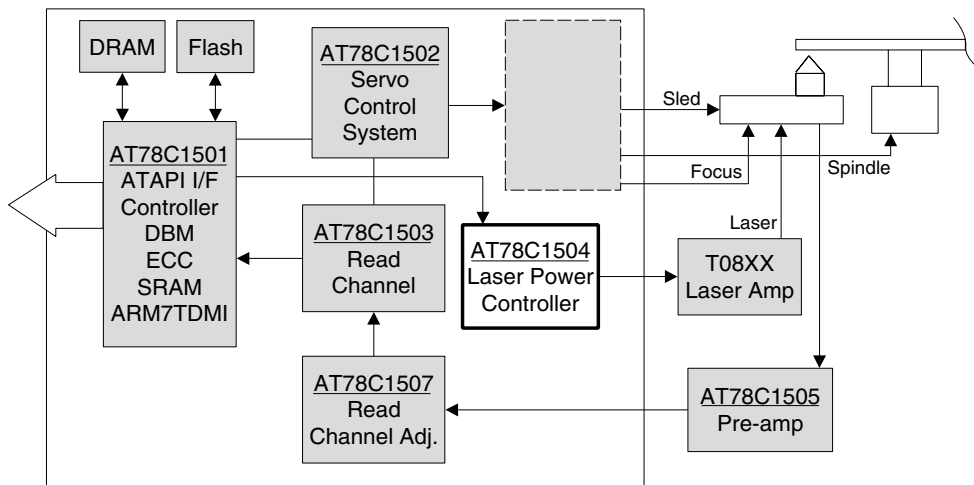 DRAM
Flash
AT78C1502
Servo
Control
System
AT78C1501
ATAPI I/F
Controller
DBM
ECC
SRAM
ARM7TDMI
Sled
Focus
Spindle
Laser
AT78C1503
Read
Channel
AT78C1504
Laser Power
Controller
T08XX
Laser Amp
AT78C1507
Read
Channel Adj.
AT78C1505
Pre-amp